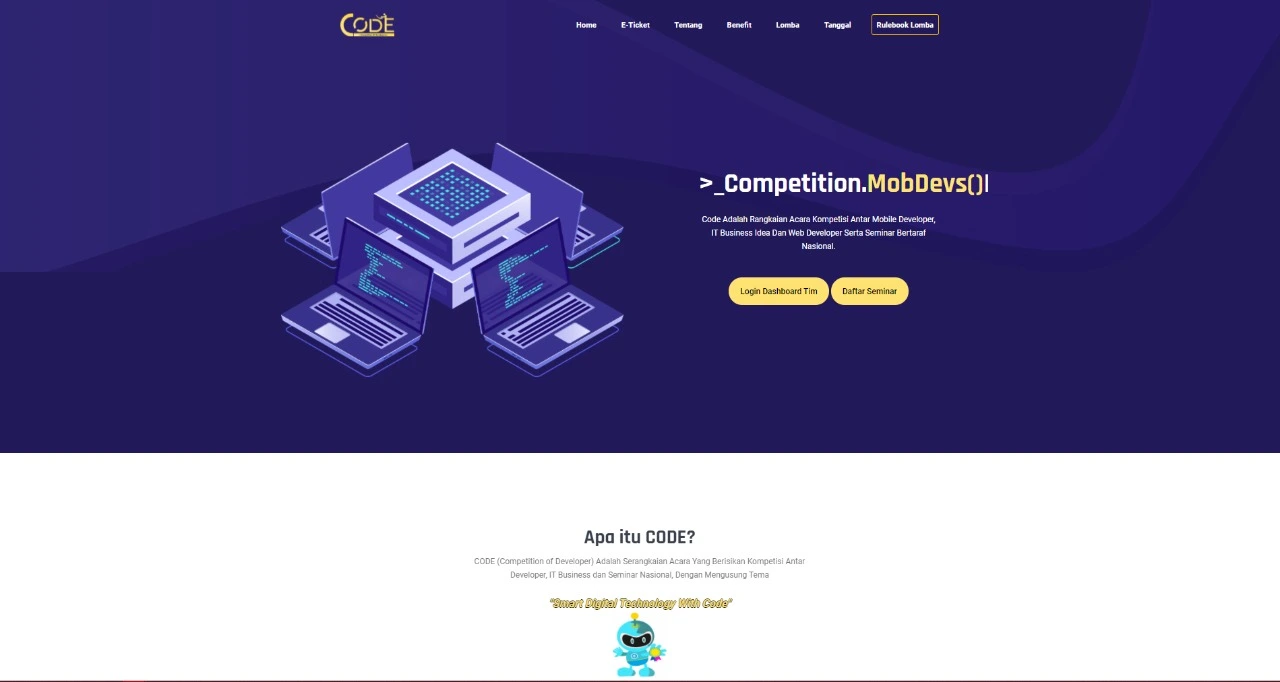 CODE
Home E-Ticket Tentang Benefit Lomba Tanggal Rulebook Lomba
>_Competition.MobDevs()|
Code Adalah Rangkaian Acara Kompetisi Antar Mobile Developer,
IT Business Idea Dan Web Developer Serta Seminar Bertaraf
Nasional.
Login Dashboard Tim Daftar Seminar
Apa itu CODE?
CODE (Competition of Developer) Adalah Serangkaian Acara Yang Berisikan Kompetisi Antar
Developer, IT Business dan Seminar Nasional, Dengan Mengusung Tema
"Smart Digital Technology With Code"